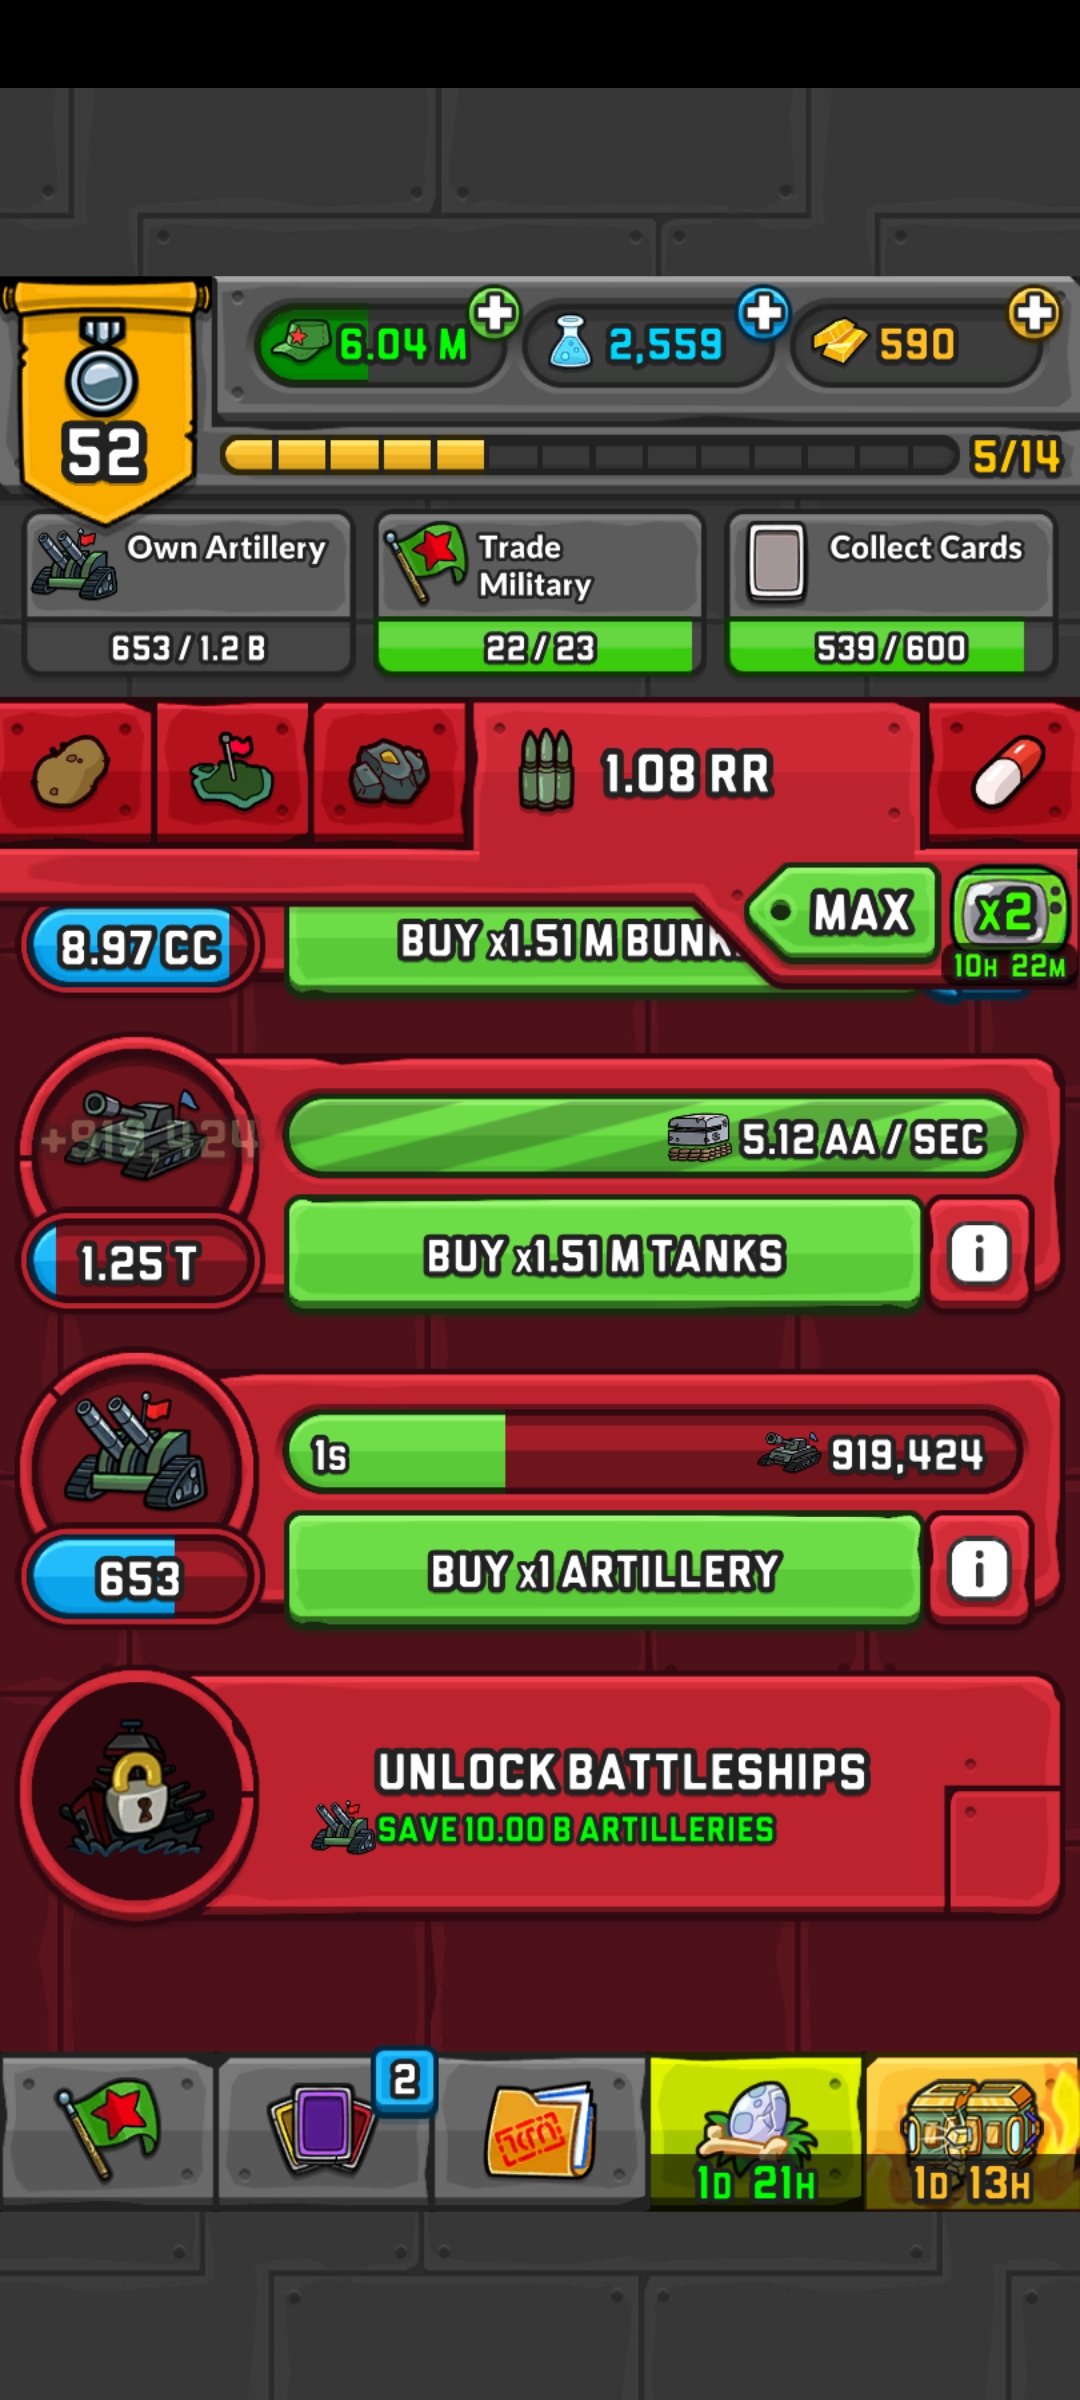 6.04 M
2,559
590
52
5/14
Own Artillery
653 / 1.2 B
Trade
Military
22 / 23
Collect Cards
539 / 600
1.08 RR
MAX
x2
10H 22M
8.97 CC
BUY x1.51 M BUNK
+919,424
5.12 AA / SEC
1.25 T
BUY x1.51 M TANKS
i
1s
919,424
653
BUY x1 ARTILLERY
i
UNLOCK BATTLESHIPS
SAVE 10.00 B ARTILLERIES
2
1D 21H
1D 13H